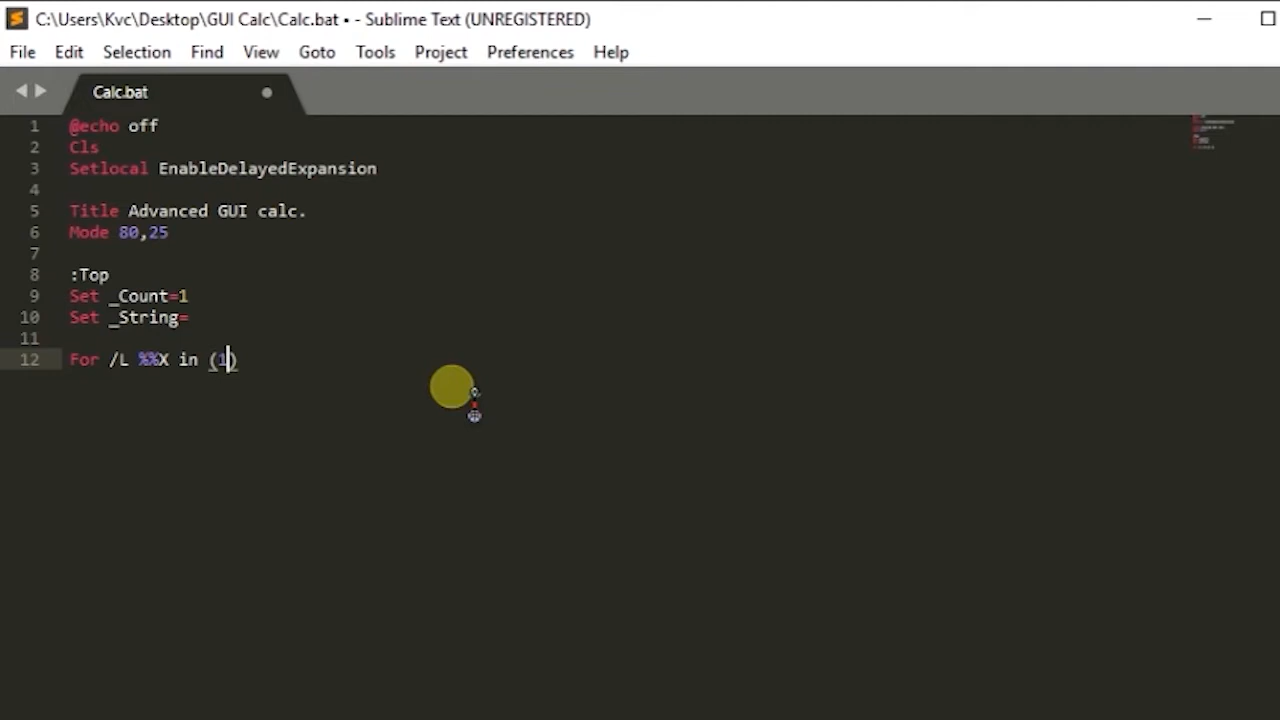 C:\Users\Kvc\Desktop\GUI Calc\Calc.bat • - Sublime Text (UNREGISTERED)
File Edit Selection Find View Goto Tools Project Preferences Help
Calc.bat
1 @echo off
2 Cls
3 Setlocal EnableDelayedExpansion
4
5 Title Advanced GUI calc.
6 Mode 80,25
7
8 :Top
9 Set _Count=1
10 Set _String=
11
12 For /L %%X in (1)